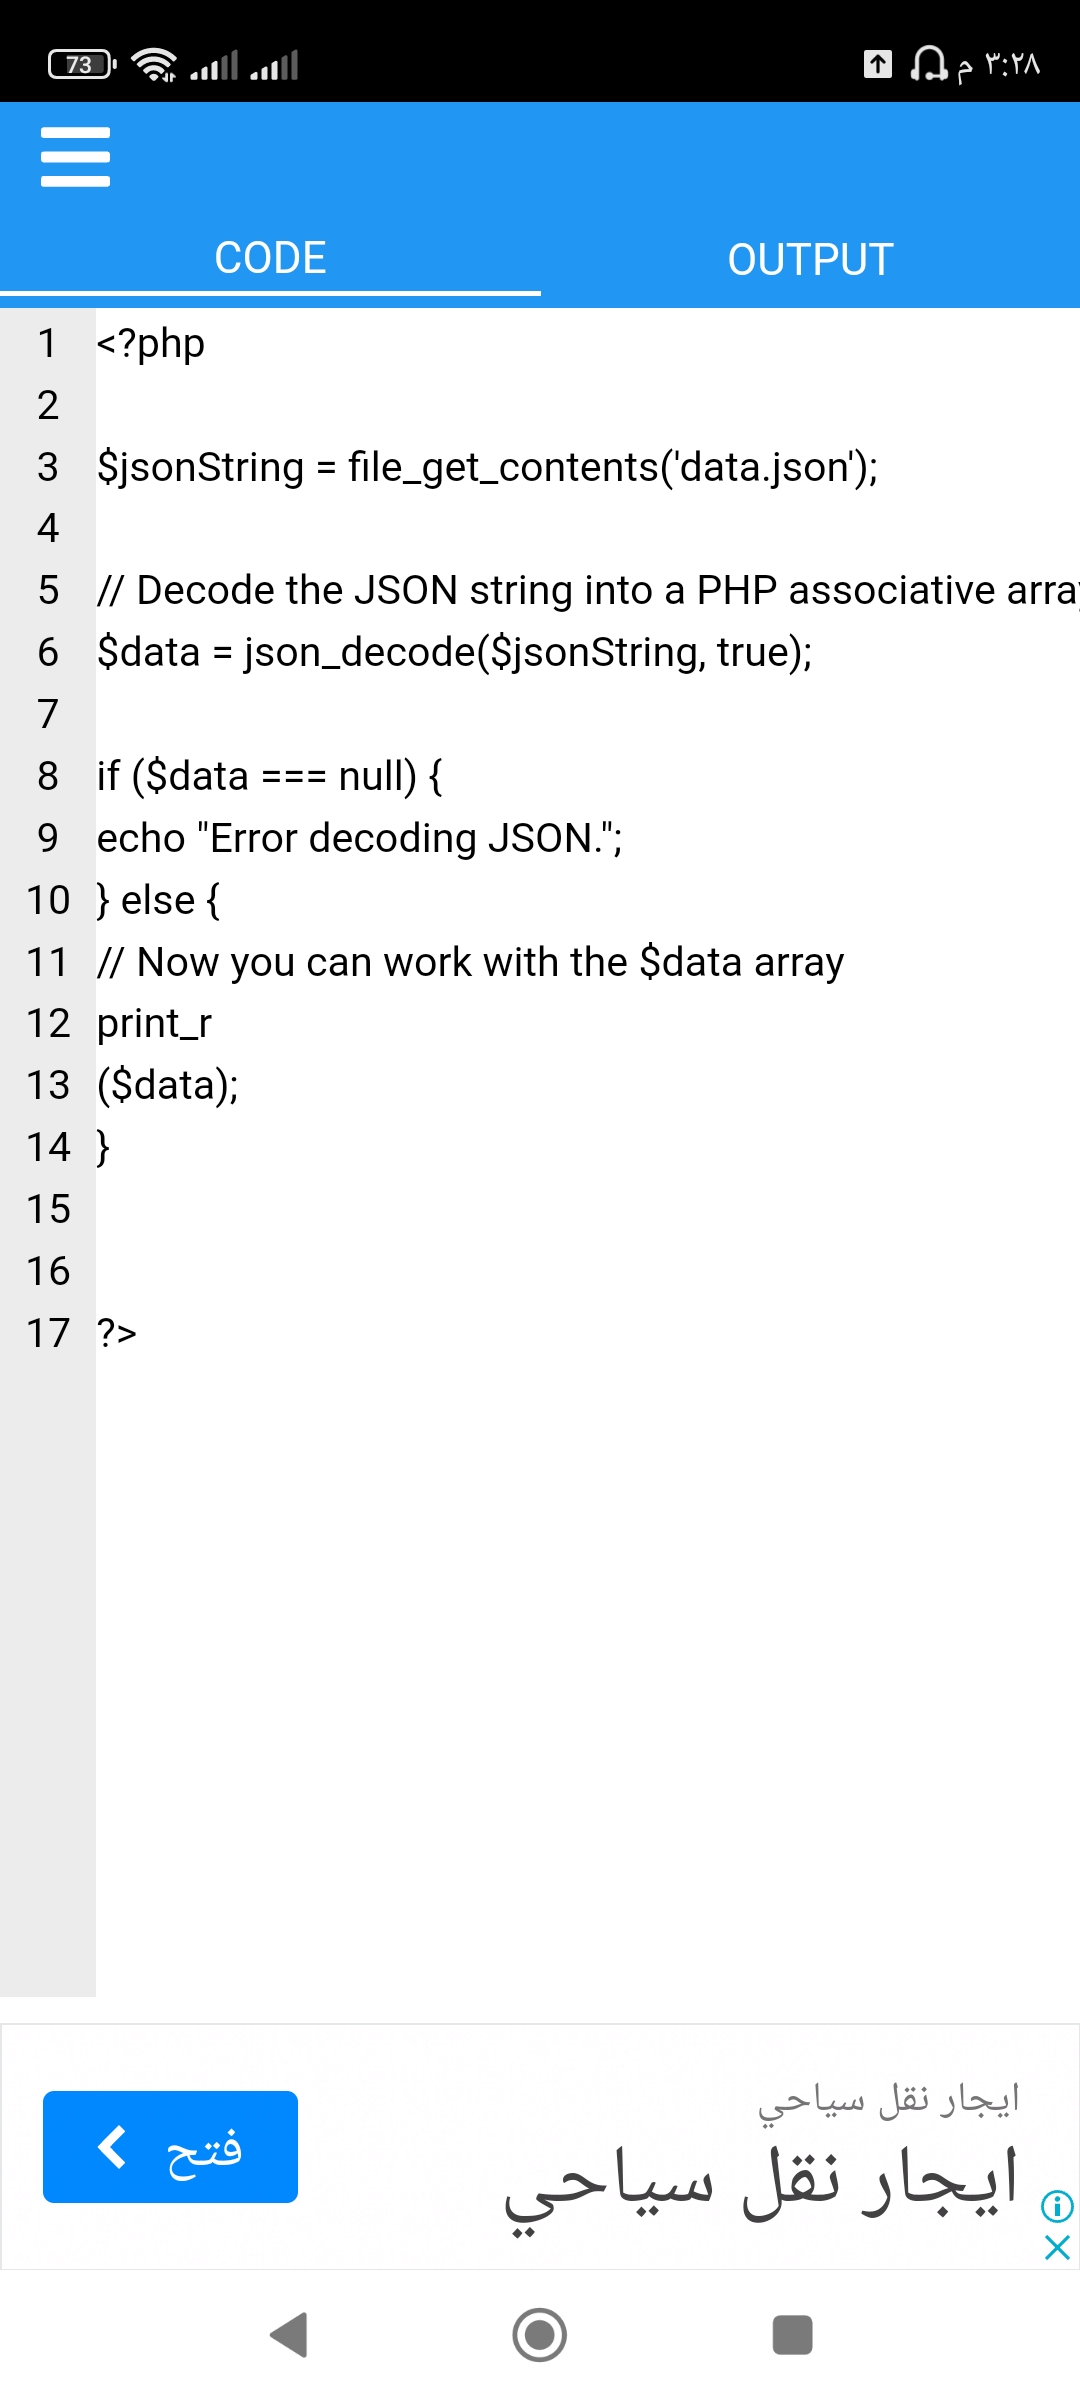 73
٣:٢٨ م
CODE
OUTPUT
1 <?php
2
3 $jsonString = file_get_contents('data.json');
4
5 // Decode the JSON string into a PHP associative array
6 $data = json_decode($jsonString, true);
7
8 if ($data === null) {
9 echo "Error decoding JSON.";
10 } else {
11 // Now you can work with the $data array
12 print_r
13 ($data);
14 }
15
16
17 ?>
ايجار نقل سياحي
ايجار نقل سياحي
فتح